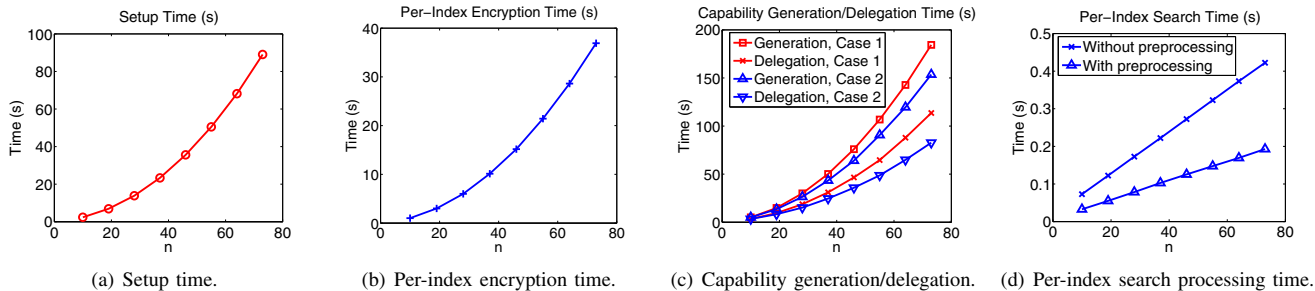 Setup Time (s)
100
80
60
40
20
0
Time (s)
0 20 40 60 80
n
(a) Setup time.
Per−Index Encryption Time (s)
40
30
20
10
0
Time (s)
0 20 40 60 80
n
(b) Per-index encryption time.
Capability Generation/Delegation Time (s)
200
150
100
50
0
Time (s)
Generation, Case 1
Delegation, Case 1
Generation, Case 2
Delegation, Case 2
0 20 40 60 80
n
(c) Capability generation/delegation.
Per−Index Search Time (s)
0.5
0.4
0.3
0.2
0.1
0
Time (s)
Without preprocessing
With preprocessing
0 20 40 60 80
n
(d) Per-index search processing time.